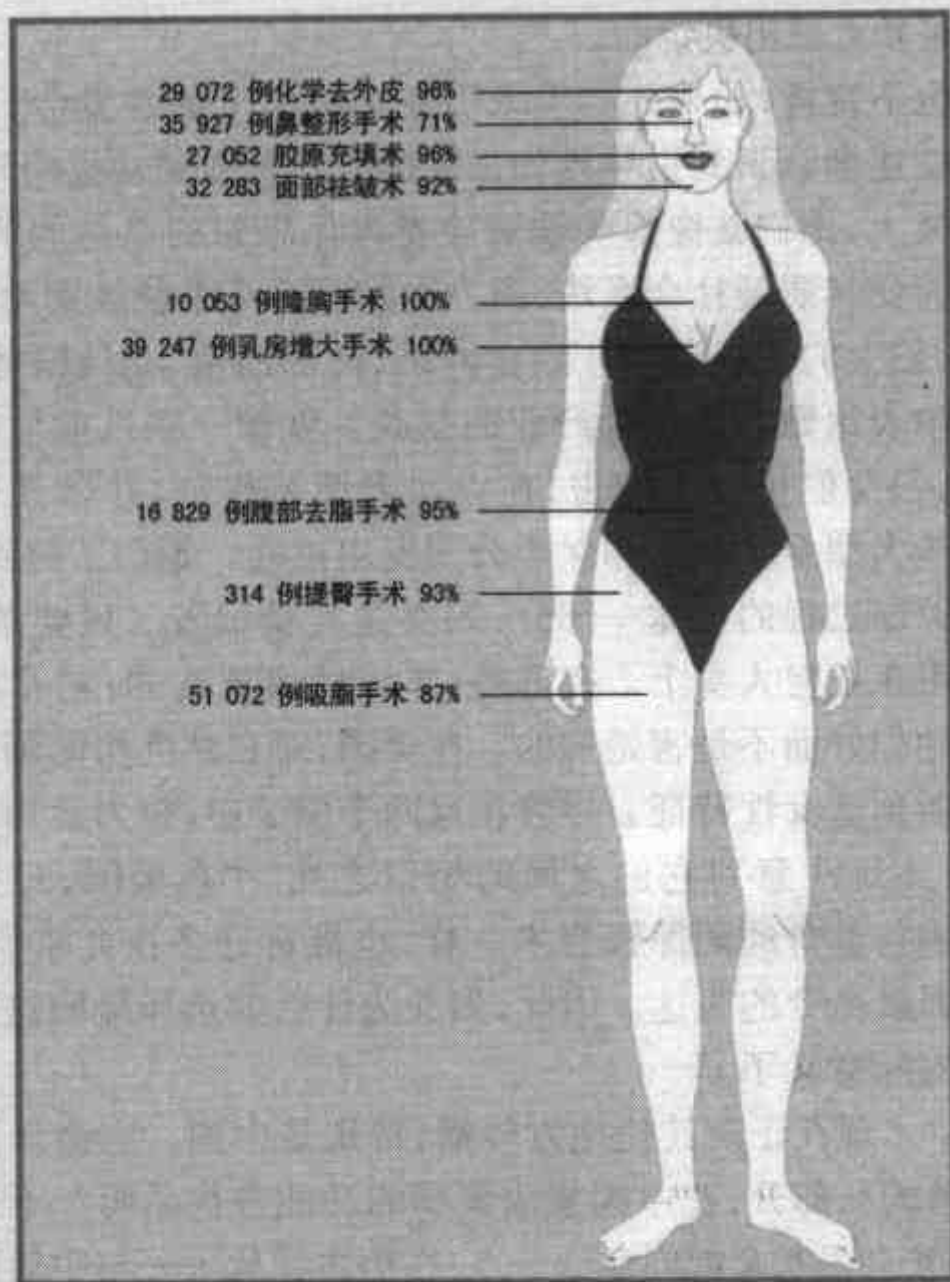 29 072 例化学去外皮 96%
35 927 例鼻整形手术 71%
27 052 胶原充填术 96%
32 283 面部祛皱术 92%
10 053 例隆胸手术 100%
39 247 例乳房增大手术 100%
16 829 例腹部去脂手术 95%
314 例提臀手术 93%
51 072 例吸脂手术 87%